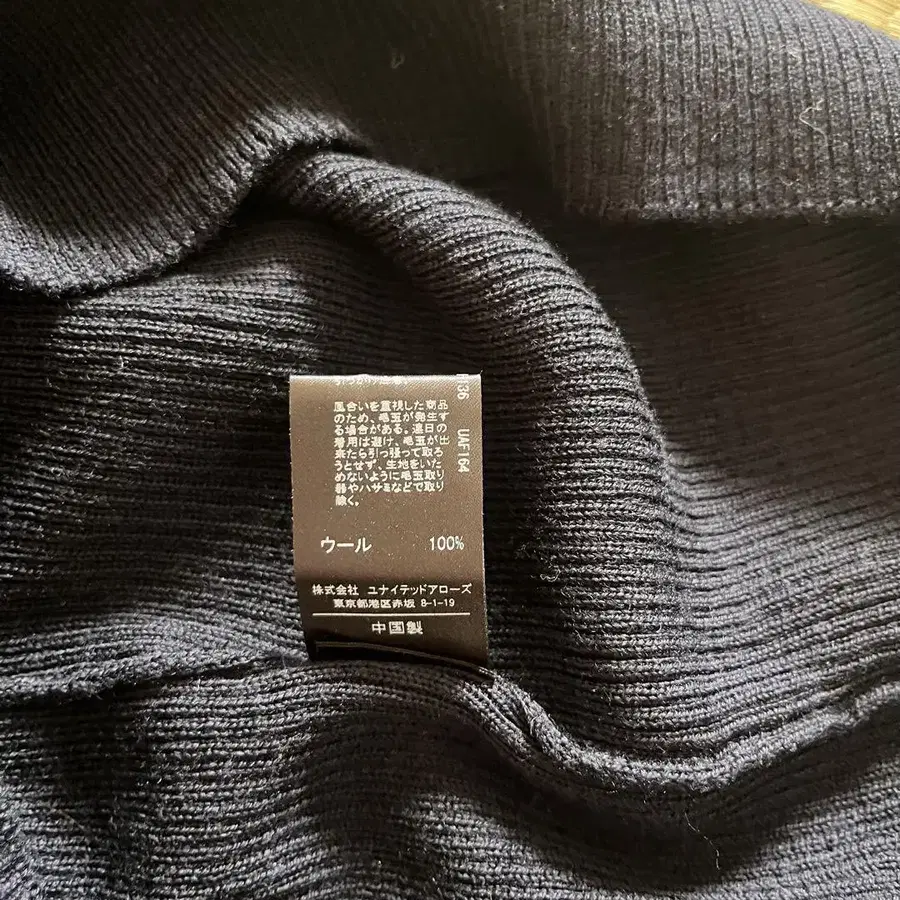 風合いを重視した商品
のため、毛玉が発生す
る場合がある。連日の
着用は避け、毛玉が出
来たら引っ張って取ろ
うとせず、生地をいた
めないように毛玉取り
器やハサミなどで取り
除く。
ウール 100%
株式会社 ユナイテッドアローズ
東京都港区赤坂 8-1-19
中国製
36 UAF164